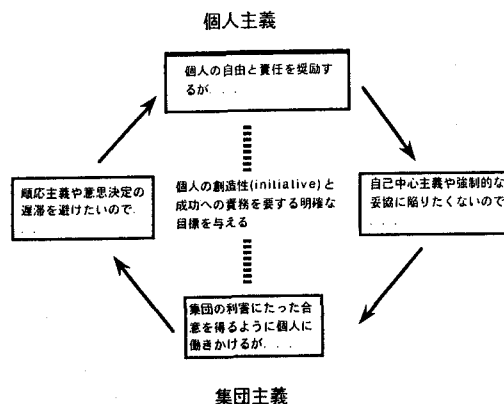 個人主義
個人の自由と責任を奨励す
るが. . .
順応主義や意思決定の
遅滞を避けたいので.
. .
個人の創造性(initiative)と
成功への責務を要する明確な
目標を与える
自己中心主義や強制的な
妥協に陥りたくないので
. . . .
集団の利害にたった合
意を得るように個人に
働きかけるが. . .
集団主義